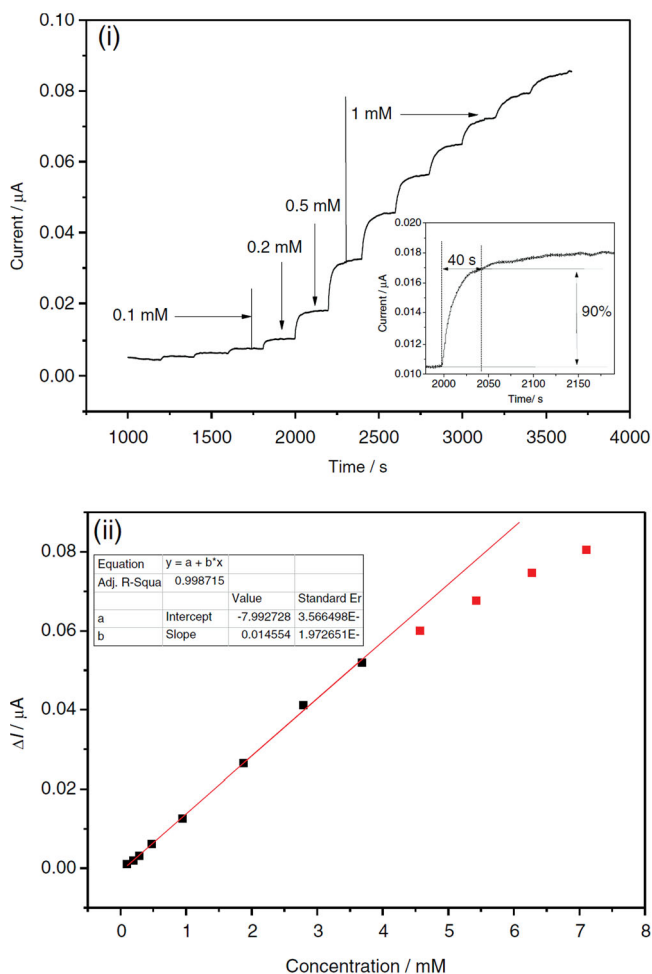 (i)
0.10
0.08
0.06
0.04
0.02
0.00
Current / μA
0.1 mM
0.2 mM
0.5 mM
1 mM
1000 1500 2000 2500 3000 3500 4000
Time / s
0.020
0.018
0.016
0.014
0.012
0.010
Current / μA
40 s
90%
2000 2050 2100 2150
Time/ s
(ii)
0.08
0.06
0.04
0.02
0.00
ΔI / μA
Equation y = a + b*x
Adj. R-Squa 0.998715
Value Standard Er
a Intercept -7.992728 3.566498E-
b Slope 0.014554 1.972651E-
0 1 2 3 4 5 6 7 8
Concentration / mM